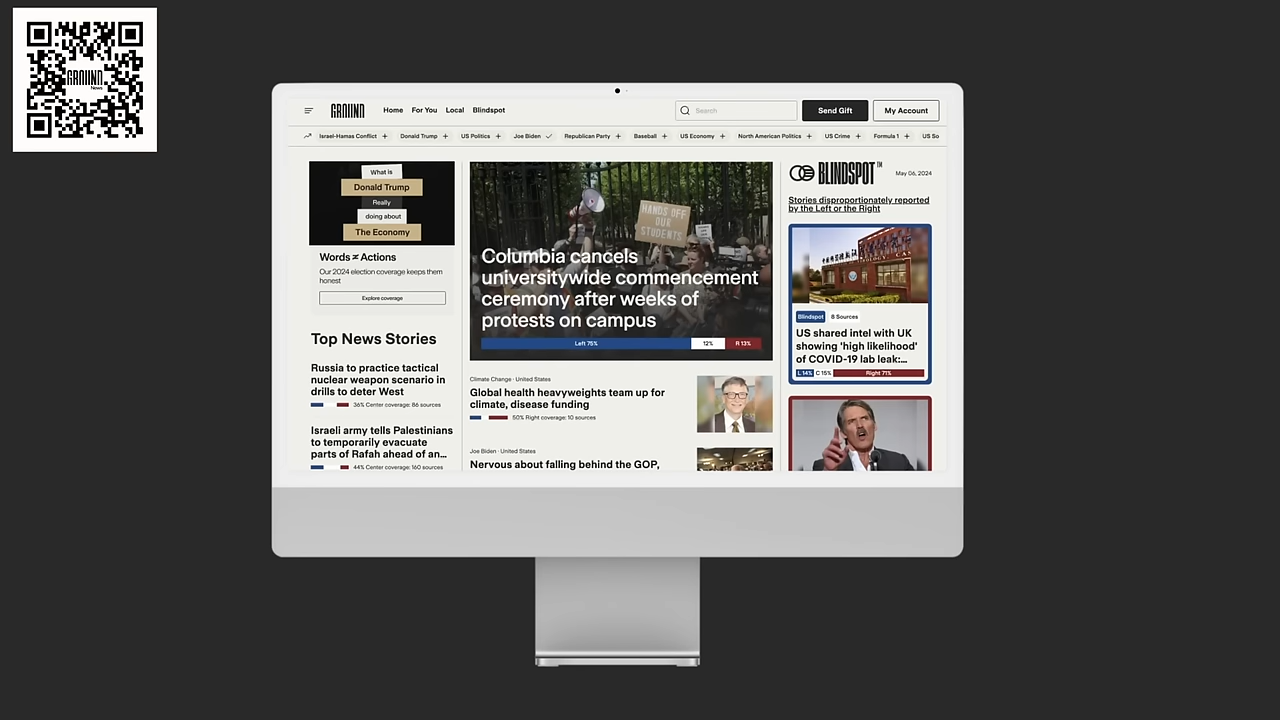 GROUND
News
GROUND
Home
For You
Local
Blindspot
Search
Send Gift
My Account
Israel-Hamas Conflict +
Donald Trump +
US Politics +
Joe Biden
Republican Party +
Baseball +
US Economy +
North American Politics +
US Crime +
Formula 1 +
US So
What is
Donald Trump
Really
doing about
The Economy
Words ≠ Actions
Our 2024 election coverage keeps them
honest
Explore coverage
Top News Stories
Russia to practice tactical
nuclear weapon scenario in
drills to deter West
36% Center coverage: 86 sources
Israeli army tells Palestinians
to temporarily evacuate
parts of Rafah ahead of an...
44% Center coverage: 160 sources
HANDS OFF
OUR
STUDENTS
Columbia cancels
universitywide commencement
ceremony after weeks of
protests on campus
Left 75%
12%
R 13%
Climate Change · United States
Global health heavyweights team up for
climate, disease funding
50% Right coverage: 10 sources
Joe Biden · United States
Nervous about falling behind the GOP,
BLINDSPOT™
May 06, 2024
Stories disproportionately reported
by the Left or the Right
Blindspot
8 Sources
US shared intel with UK
showing 'high likelihood'
of COVID-19 lab leak:...
L 14%
C 15%
Right 71%